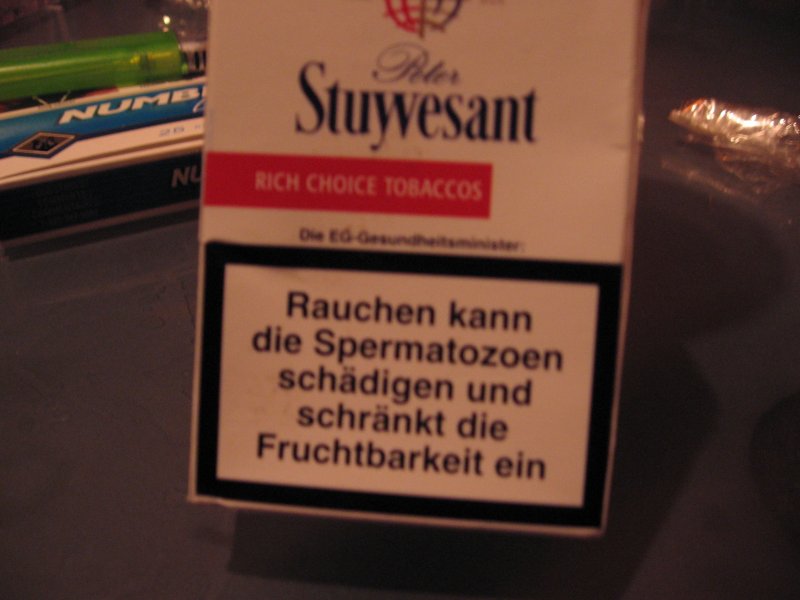 Peter
Stuyvesant
RICH CHOICE TOBACCOS
Die EG-Gesundheitsminister:
Rauchen kann
die Spermatozoen
schädigen und
schränkt die
Fruchtbarkeit ein
NUMB
NU